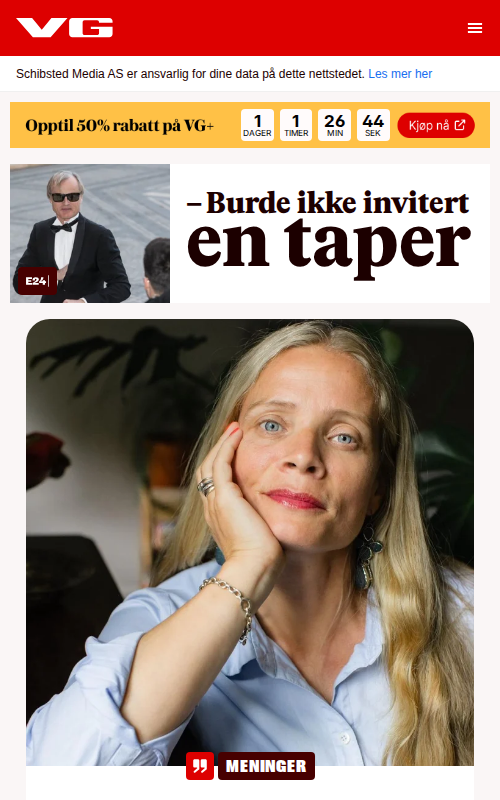 VG
Schibsted Media AS er ansvarlig for dine data på dette nettstedet. Les mer her
Opptil 50% rabatt på VG+
1 DAGER 1 TIMER 26 MIN 44 SEK
Kjøp nå
– Burde ikke invitert
en taper
E24
MENINGER